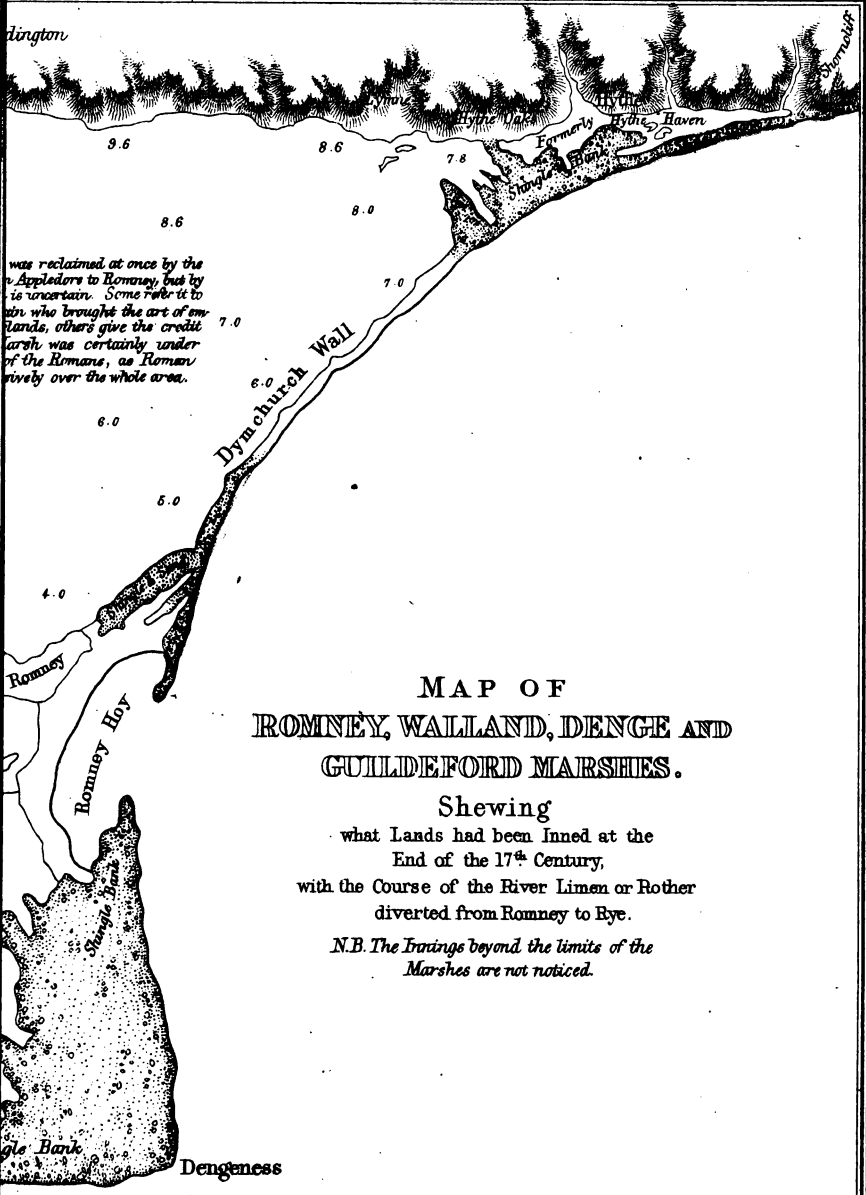 dington
Shorncliff
Lymne
Hythe
Hythe Oaks
Formerly Hythe Haven
9.6
8.6
7.8
Shingle Bank
8.0
8.6
was reclaimed at once by the
n Appledore to Romney, but by
is uncertain. Some refer it to
ain who brought the art of em-
lands, others give the credit
Marsh was certainly under
of the Romans, as Roman
sively over the whole area.
7.0
7.0
6.0
Dymchurch Wall
6.0
5.0
4.0
Romney
Romney Hoy
MAP OF
ROMNEY, WALLAND, DENGE AND
GUILDEFORD MARSHES.
Shewing
what Lands had been Inned at the
End of the 17th Century,
with the Course of the River Limen or Rother
diverted from Romney to Rye.
N.B. The Innings beyond the limits of the
Marshes are not noticed.
Shingle Bank
gle Bank
Dengeness